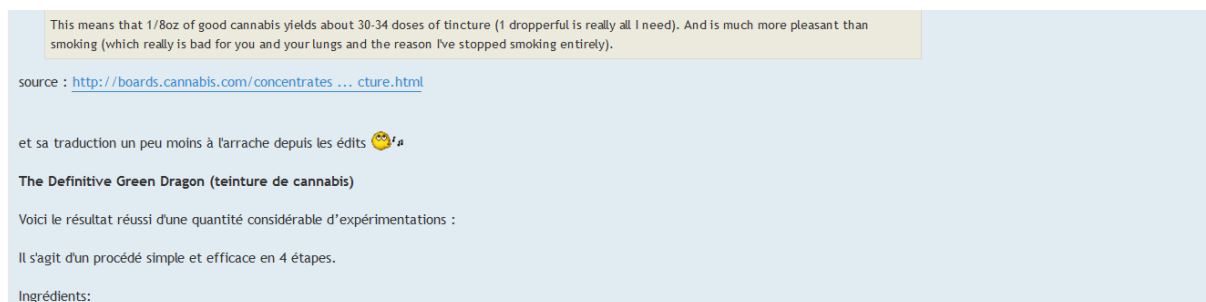 This means that 1/8oz of good cannabis yields about 30-34 doses of tincture (1 dropperful is really all I need). And is much more pleasant than
smoking (which really is bad for you and your lungs and the reason I've stopped smoking entirely).
source : http://boards.cannabis.com/concentrates ... cture.html
et sa traduction un peu moins à l'arrache depuis les édits
The Definitive Green Dragon (teinture de cannabis)
Voici le résultat réussi d'une quantité considérable d’expérimentations :
Il s'agit d'un procédé simple et efficace en 4 étapes.
Ingrédients: